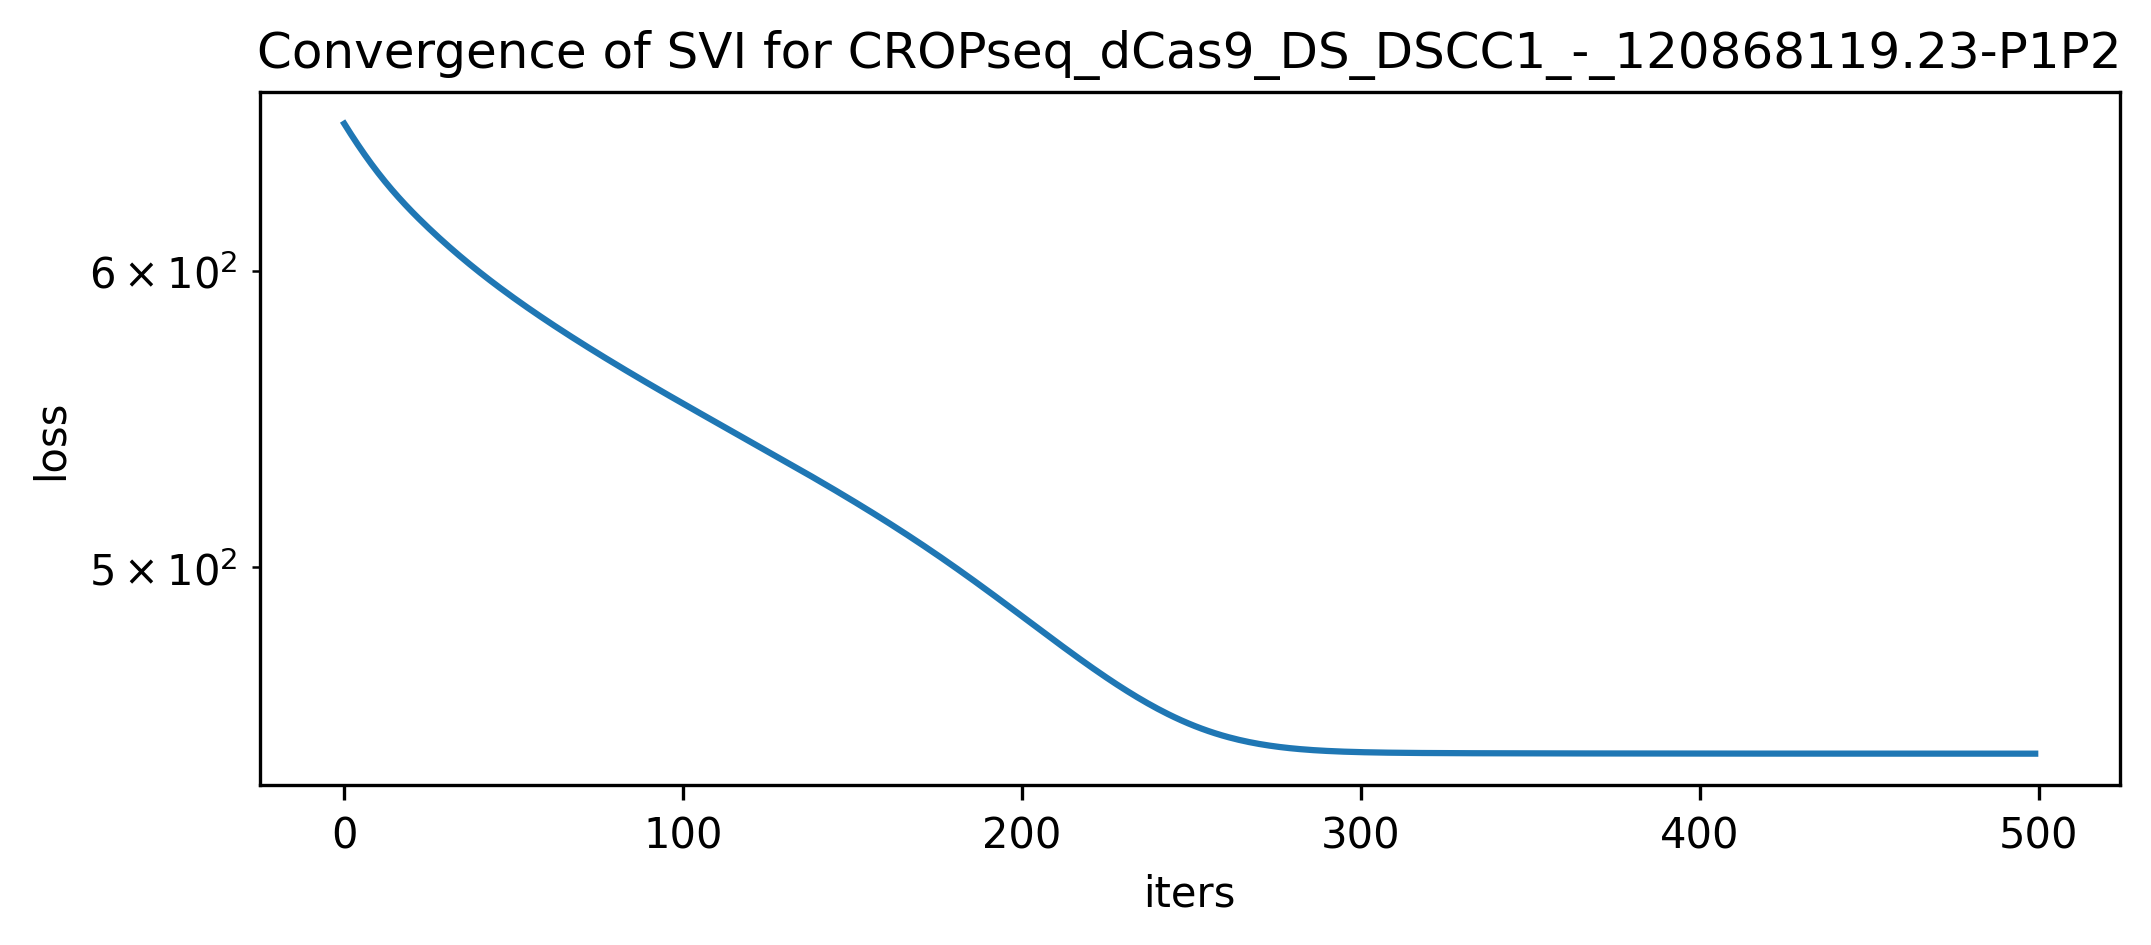 Convergence of SVI for CROPseq_dCas9_DS_DSCC1_-_120868119.23-P1P2
6 × 10²
loss
5 × 10²
0 100 200 300 400 500
iters